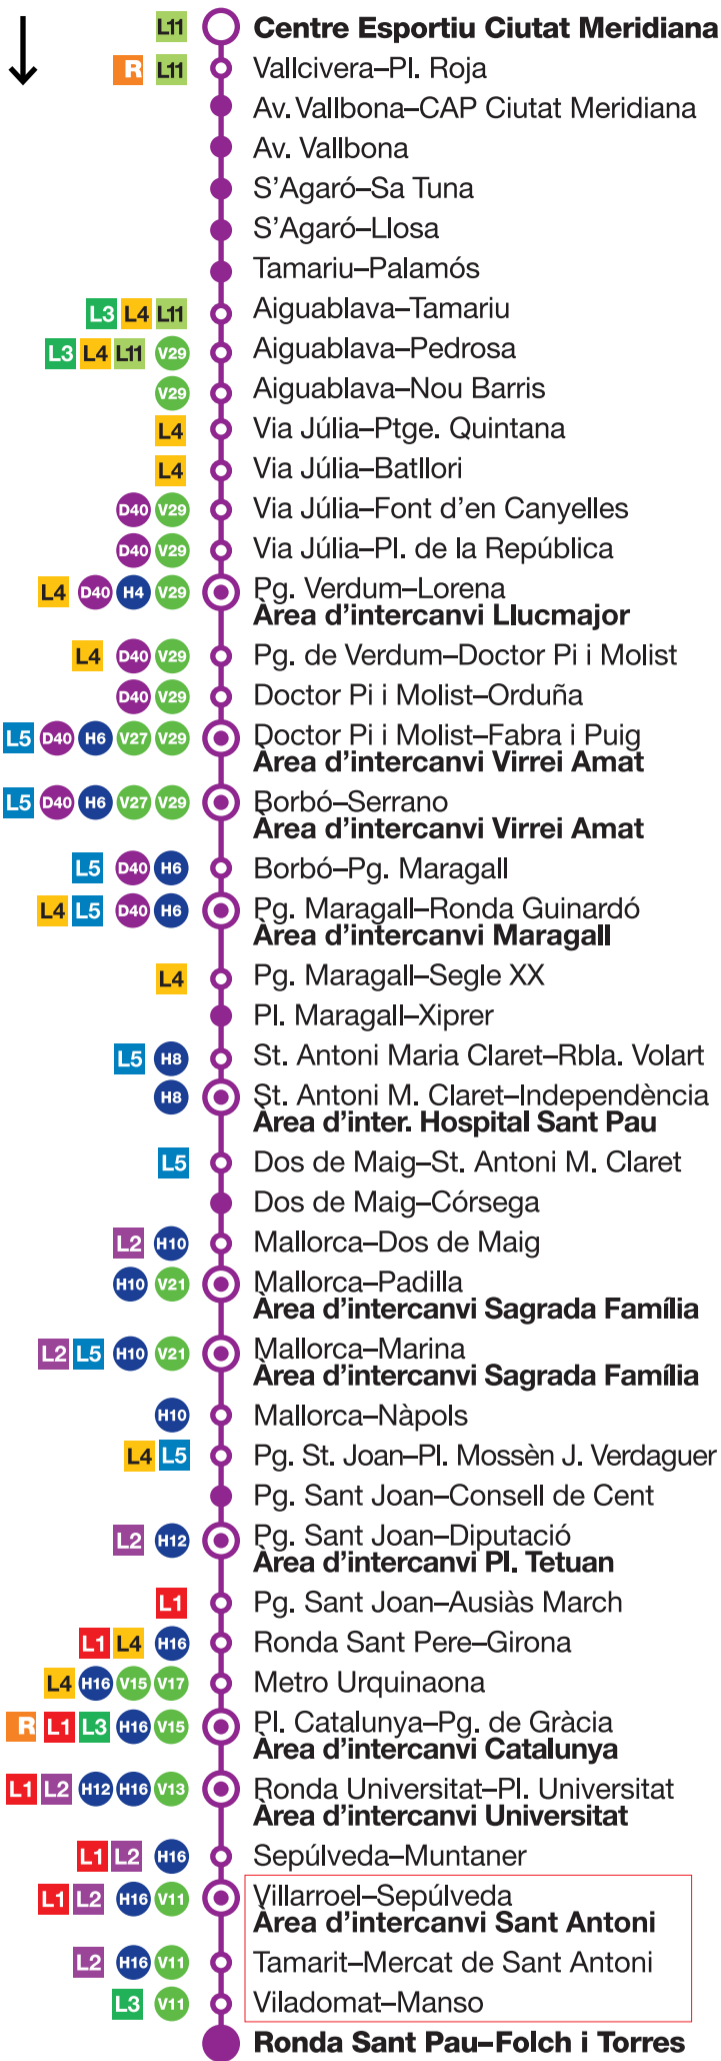 L11 Centre Esportiu Ciutat Meridiana
R L11 Vallcivera–Pl. Roja
Av. Vallbona–CAP Ciutat Meridiana
Av. Vallbona
S’Agaró–Sa Tuna
S’Agaró–Llosa
Tamariu–Palamós
L3 L4 L11 Aiguablava–Tamariu
L3 L4 L11 V29 Aiguablava–Pedrosa
V29 Aiguablava–Nou Barris
L4 Via Júlia–Ptge. Quintana
L4 Via Júlia–Batllori
D40 V29 Via Júlia–Font d’en Canyelles
D40 V29 Via Júlia–Pl. de la República
L4 D40 H4 V29 Pg. Verdum–Lorena
Àrea d’intercanvi Llucmajor
L4 D40 V29 Pg. de Verdum–Doctor Pi i Molist
D40 V29 Doctor Pi i Molist–Orduña
L5 D40 H6 V27 V29 Doctor Pi i Molist–Fabra i Puig
Àrea d’intercanvi Virrei Amat
L5 D40 H6 V27 V29 Borbó–Serrano
Àrea d’intercanvi Virrei Amat
L5 D40 H6 Borbó–Pg. Maragall
L4 L5 D40 H6 Pg. Maragall–Ronda Guinardó
Àrea d’intercanvi Maragall
L4 Pg. Maragall–Segle XX
Pl. Maragall–Xiprer
L5 H8 St. Antoni Maria Claret–Rbla. Volart
H8 St. Antoni M. Claret–Independència
Àrea d’inter. Hospital Sant Pau
L5 Dos de Maig–St. Antoni M. Claret
Dos de Maig–Córsega
L2 H10 Mallorca–Dos de Maig
H10 V21 Mallorca–Padilla
Àrea d’intercanvi Sagrada Família
L2 L5 H10 V21 Mallorca–Marina
Àrea d’intercanvi Sagrada Família
H10 Mallorca–Nàpols
L4 L5 Pg. St. Joan–Pl. Mossèn J. Verdaguer
Pg. Sant Joan–Consell de Cent
L2 H12 Pg. Sant Joan–Diputació
Àrea d’intercanvi Pl. Tetuan
L1 Pg. Sant Joan–Ausiàs March
L1 L4 H16 Ronda Sant Pere–Girona
L4 H16 V15 V17 Metro Urquinaona
R L1 L3 H16 V15 Pl. Catalunya–Pg. de Gràcia
Àrea d’intercanvi Catalunya
L1 L2 H12 H16 V13 Ronda Universitat–Pl. Universitat
Àrea d’intercanvi Universitat
L1 L2 H16 Sepúlveda–Muntaner
L1 L2 H16 V11 Villarroel–Sepúlveda
Àrea d’intercanvi Sant Antoni
L2 H16 V11 Tamarit–Mercat de Sant Antoni
L3 V11 Viladomat–Manso
Ronda Sant Pau–Folch i Torres